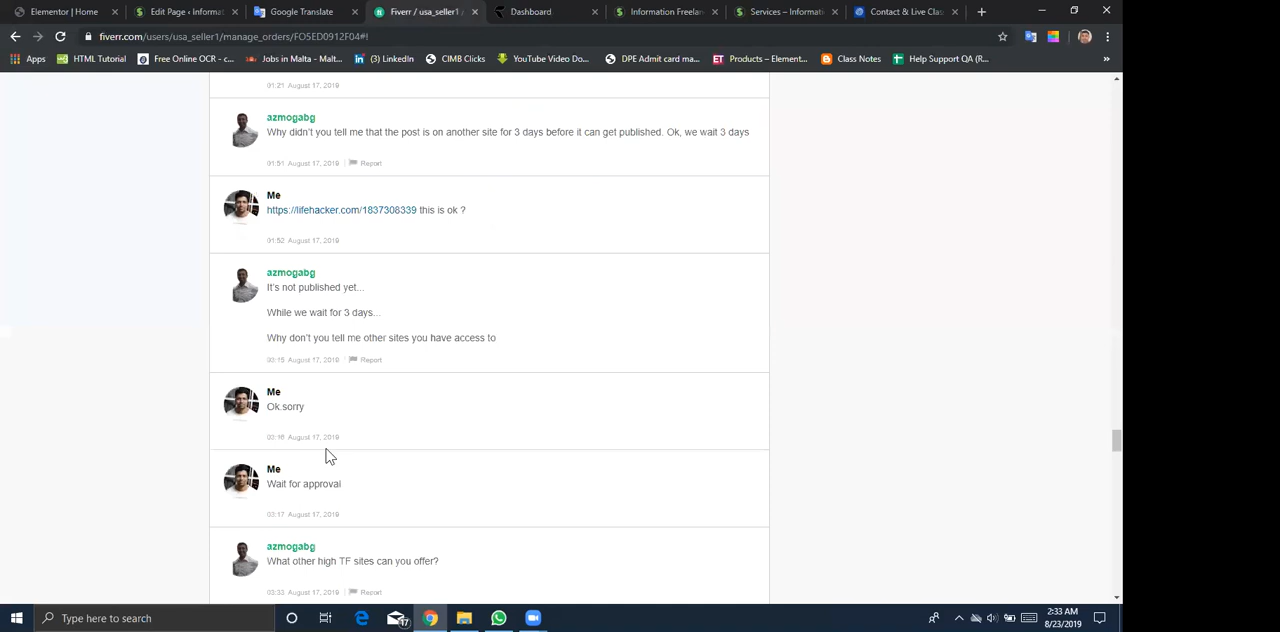 Elementor | Home
Edit Page ‹ Informat
Google Translate
Fiverr / usa_seller1 /
Dashboard
Information Freelan
Services – Informati
Contact & Live Clas
fiverr.com/users/usa_seller1/manage_orders/FO5ED0912F04#!
Apps
HTML Tutorial
Free Online OCR - c...
Jobs in Malta - Malt...
(3) LinkedIn
CIMB Clicks
YouTube Video Do...
DPE Admit card ma...
Products – Element...
Class Notes
Help Support QA (R...
»
01:21 August 17, 2019
azmogabg
Why didn't you tell me that the post is on another site for 3 days before it can get published. Ok, we wait 3 days
01:51 August 17, 2019 | Report
Me
https://lifehacker.com/1837308339 this is ok ?
01:52 August 17, 2019
azmogabg
It's not published yet...
While we wait for 3 days...
Why don't you tell me other sites you have access to
03:15 August 17, 2019 | Report
Me
Ok.sorry
03:16 August 17, 2019
Me
Wait for approval
03:17 August 17, 2019
azmogabg
What other high TF sites can you offer?
03:33 August 17, 2019 | Report
Type here to search
17
2:33 AM
8/23/2019